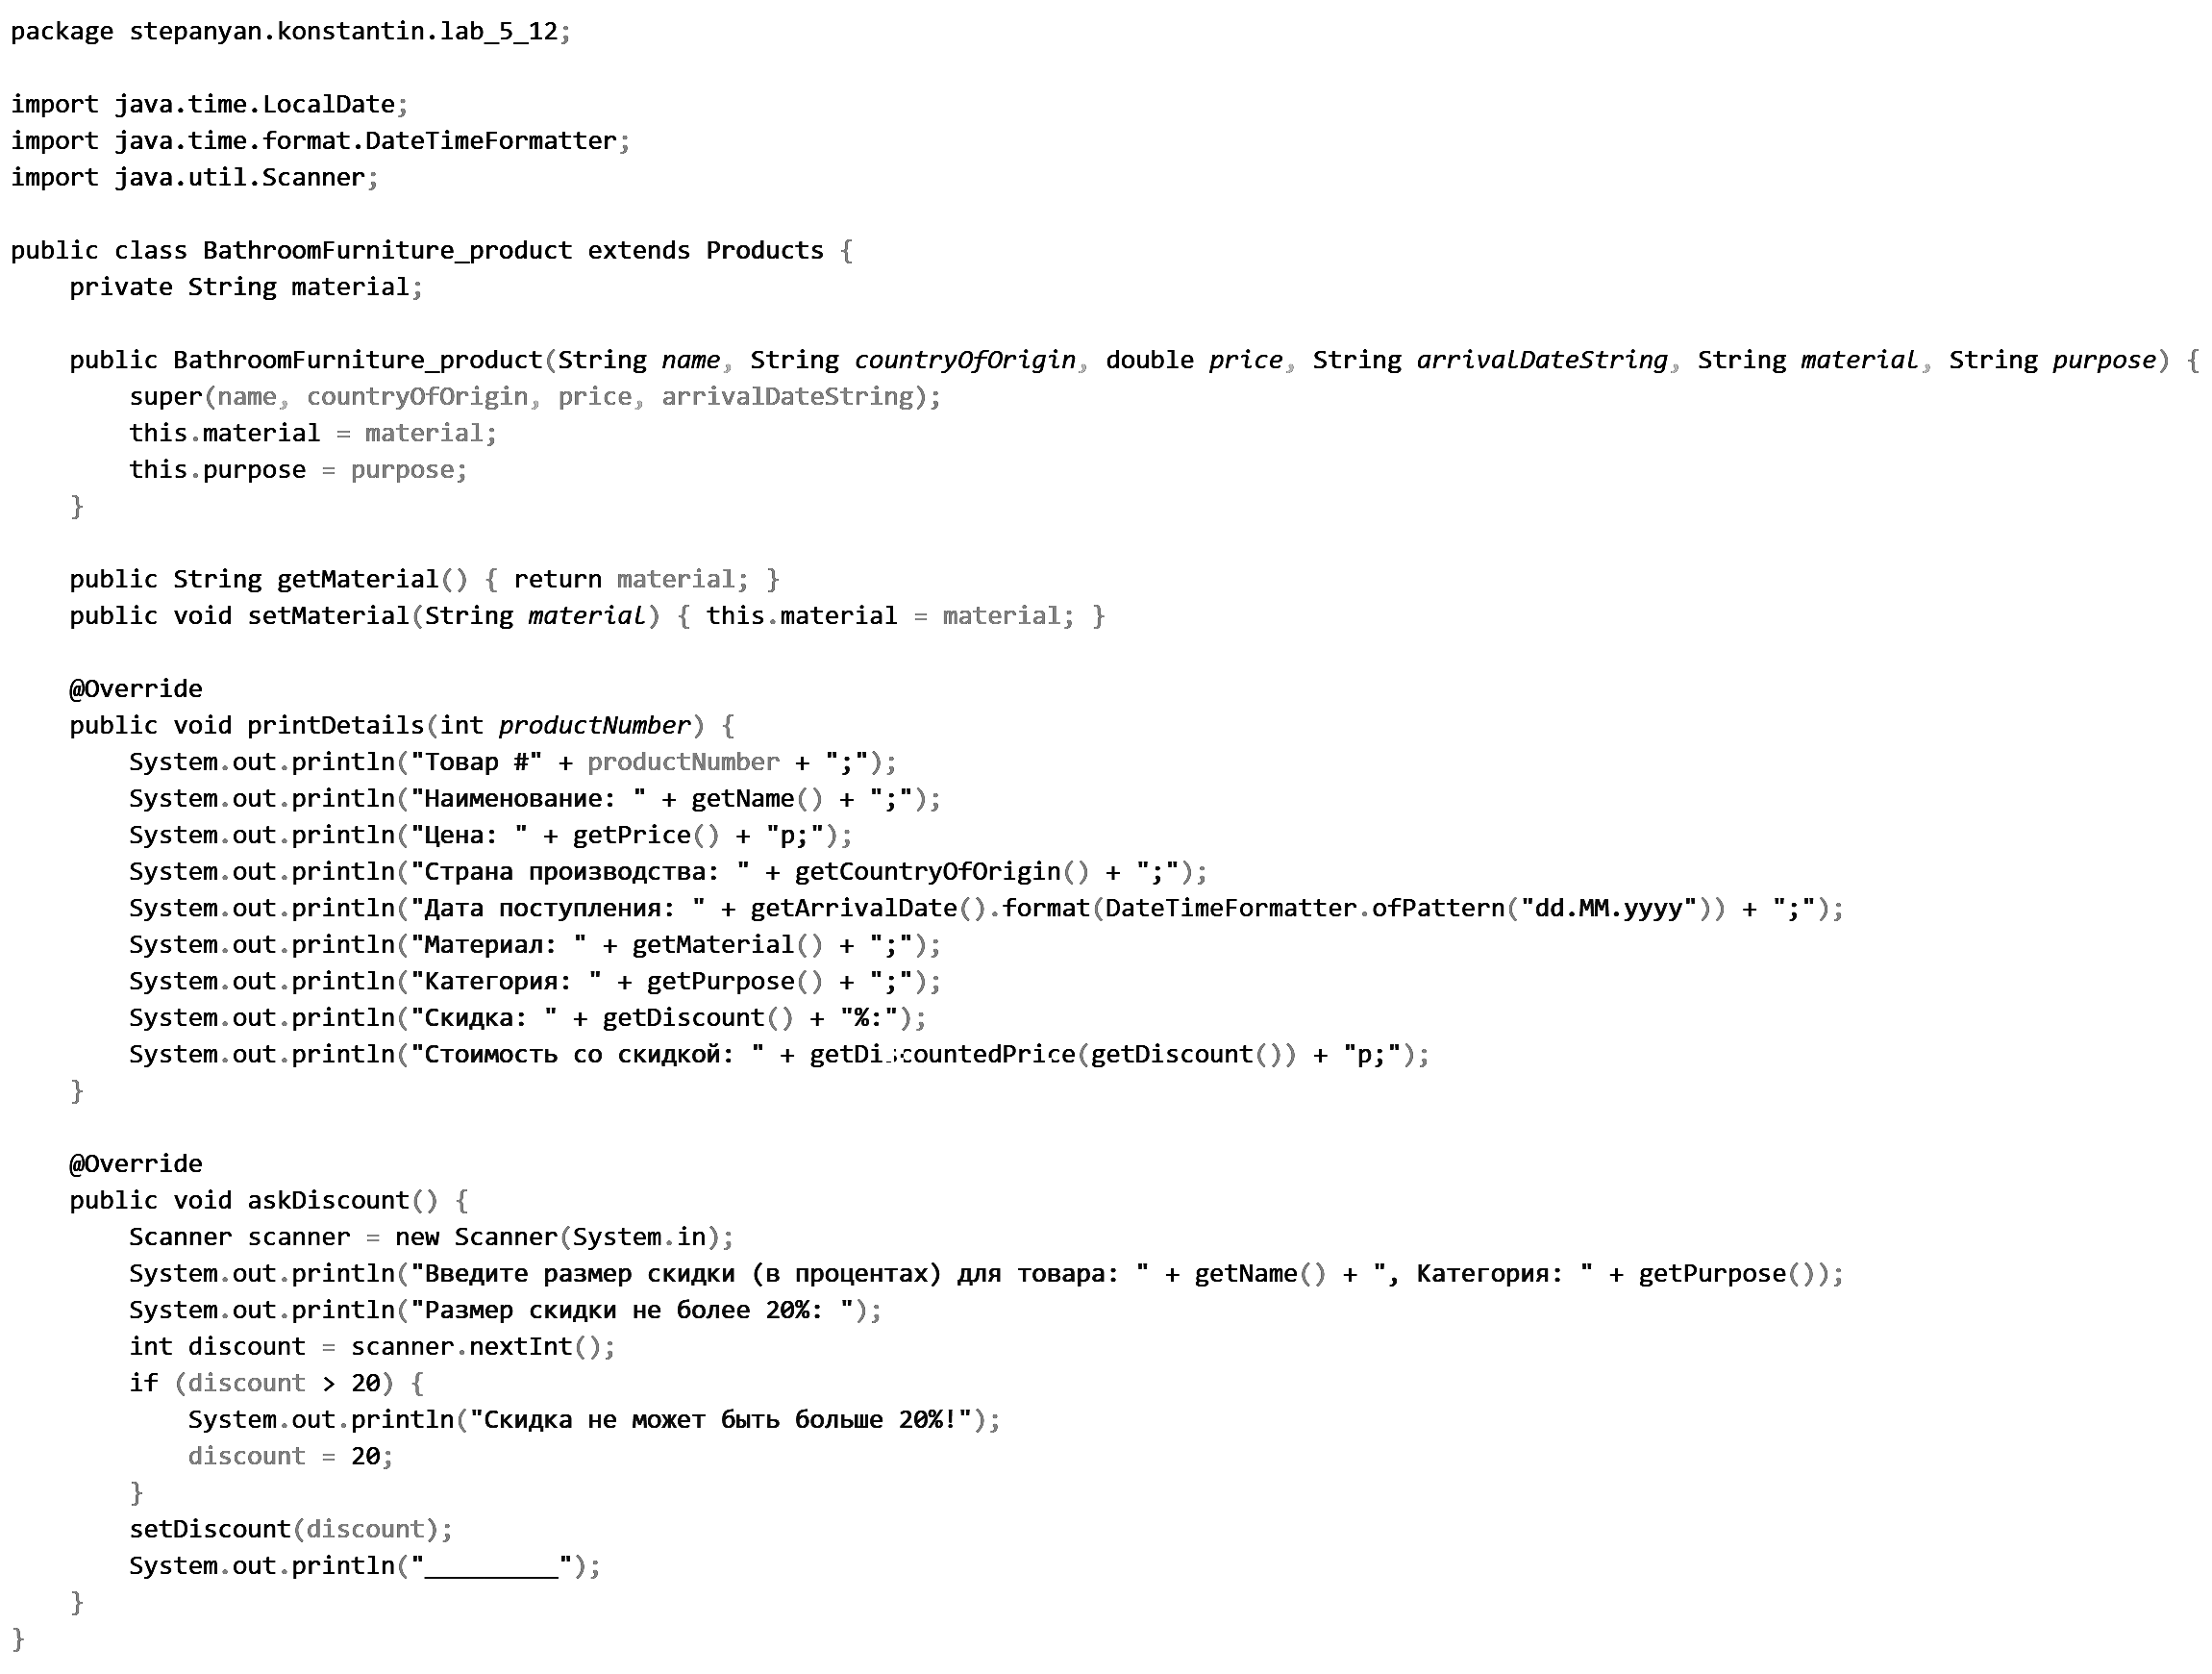 package stepanyan.konstantin.lab_5_12;

import java.time.LocalDate;
import java.time.format.DateTimeFormatter;
import java.util.Scanner;

public class BathroomFurniture_product extends Products {
    private String material;

    public BathroomFurniture_product(String name, String countryOfOrigin, double price, String arrivalDateString, String material, String purpose) {
        super(name, countryOfOrigin, price, arrivalDateString);
        this.material = material;
        this.purpose = purpose;
    }

    public String getMaterial() { return material; }
    public void setMaterial(String material) { this.material = material; }

    @Override
    public void printDetails(int productNumber) {
        System.out.println("Товар #" + productNumber + ";");
        System.out.println("Наименование: " + getName() + ";");
        System.out.println("Цена: " + getPrice() + "р;");
        System.out.println("Страна производства: " + getCountryOfOrigin() + ";");
        System.out.println("Дата поступления: " + getArrivalDate().format(DateTimeFormatter.ofPattern("dd.MM.yyyy")) + ";");
        System.out.println("Материал: " + getMaterial() + ";");
        System.out.println("Категория: " + getPurpose() + ";");
        System.out.println("Скидка: " + getDiscount() + "%:");
        System.out.println("Стоимость со скидкой: " + getDiscountedPrice(getDiscount()) + "р;");
    }

    @Override
    public void askDiscount() {
        Scanner scanner = new Scanner(System.in);
        System.out.println("Введите размер скидки (в процентах) для товара: " + getName() + ", Категория: " + getPurpose());
        System.out.println("Размер скидки не более 20%: ");
        int discount = scanner.nextInt();
        if (discount > 20) {
            System.out.println("Скидка не может быть больше 20%!");
            discount = 20;
        }
        setDiscount(discount);
        System.out.println("_________");
    }
}